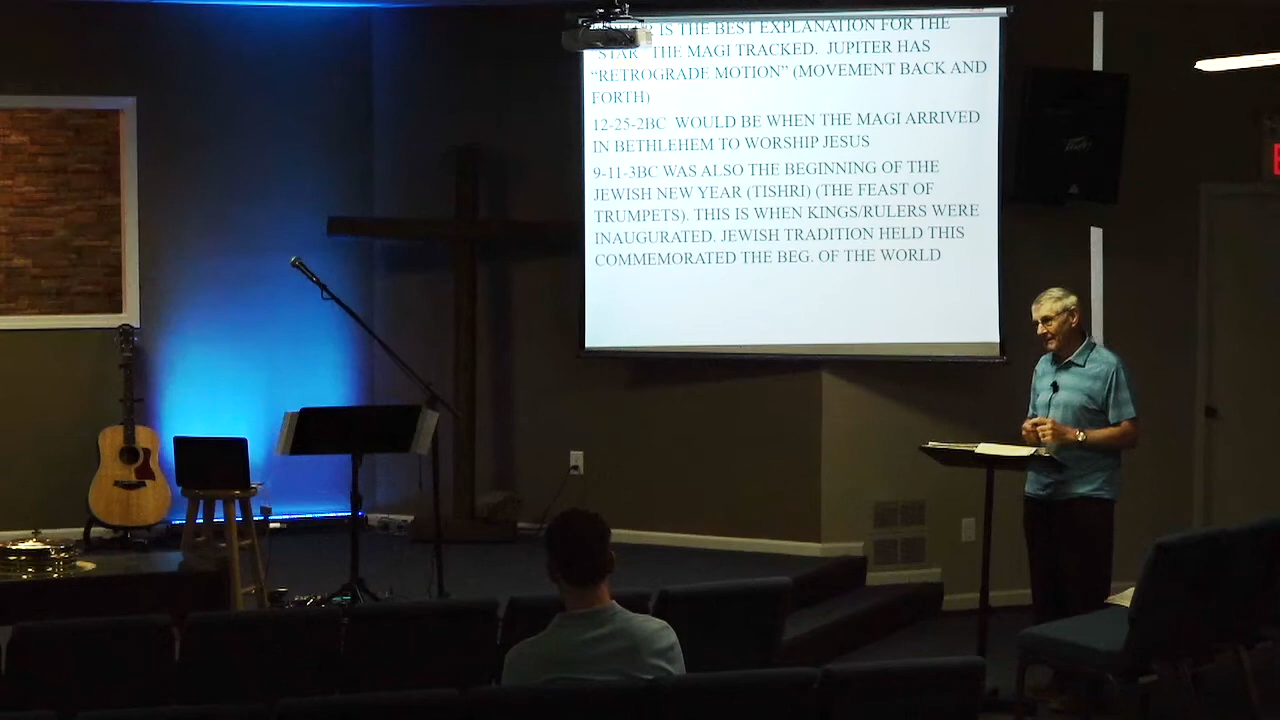 IS THE BEST EXPLANATION FOR THE
"STAR" THE MAGI TRACKED. JUPITER HAS
“RETROGRADE MOTION” (MOVEMENT BACK AND
FORTH)
12-25-2BC WOULD BE WHEN THE MAGI ARRIVED
IN BETHLEHEM TO WORSHIP JESUS
9-11-3BC WAS ALSO THE BEGINNING OF THE
JEWISH NEW YEAR (TISHRI) (THE FEAST OF
TRUMPETS). THIS IS WHEN KINGS/RULERS WERE
INAUGURATED. JEWISH TRADITION HELD THIS
COMMEMORATED THE BEG. OF THE WORLD
PEAVEY